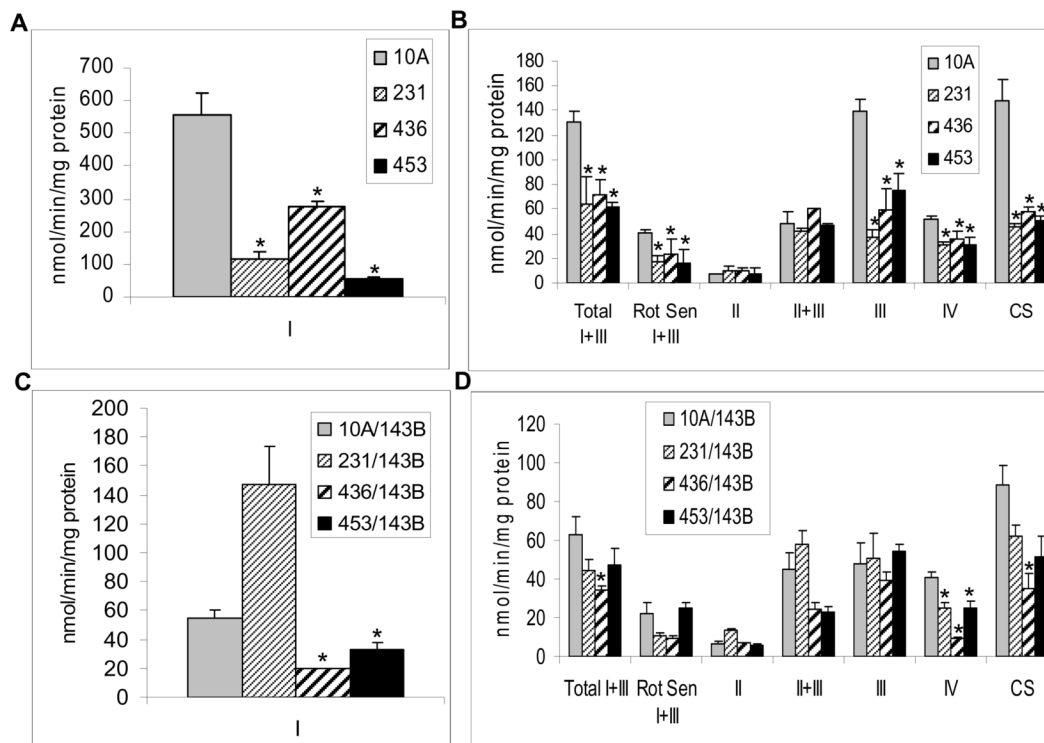 A
nmol/min/mg protein
700
600
500
400
300
200
100
0
10A
231
436
453
*
*
*
I
B
nmol/min/mg protein
180
160
140
120
100
80
60
40
20
0
10A
231
436
453
* * *
* * *
* * *
* * *
* * *
Total I+III
Rot Sen I+III
II
II+III
III
IV
CS
C
nmol/min/mg protein
200
180
160
140
120
100
80
60
40
20
0
10A/143B
231/143B
436/143B
453/143B
*
*
I
D
nmol/min/mg protein
120
100
80
60
40
20
0
10A/143B
231/143B
436/143B
453/143B
*
* * *
*
Total I+III
Rot Sen I+III
II
II+III
III
IV
CS